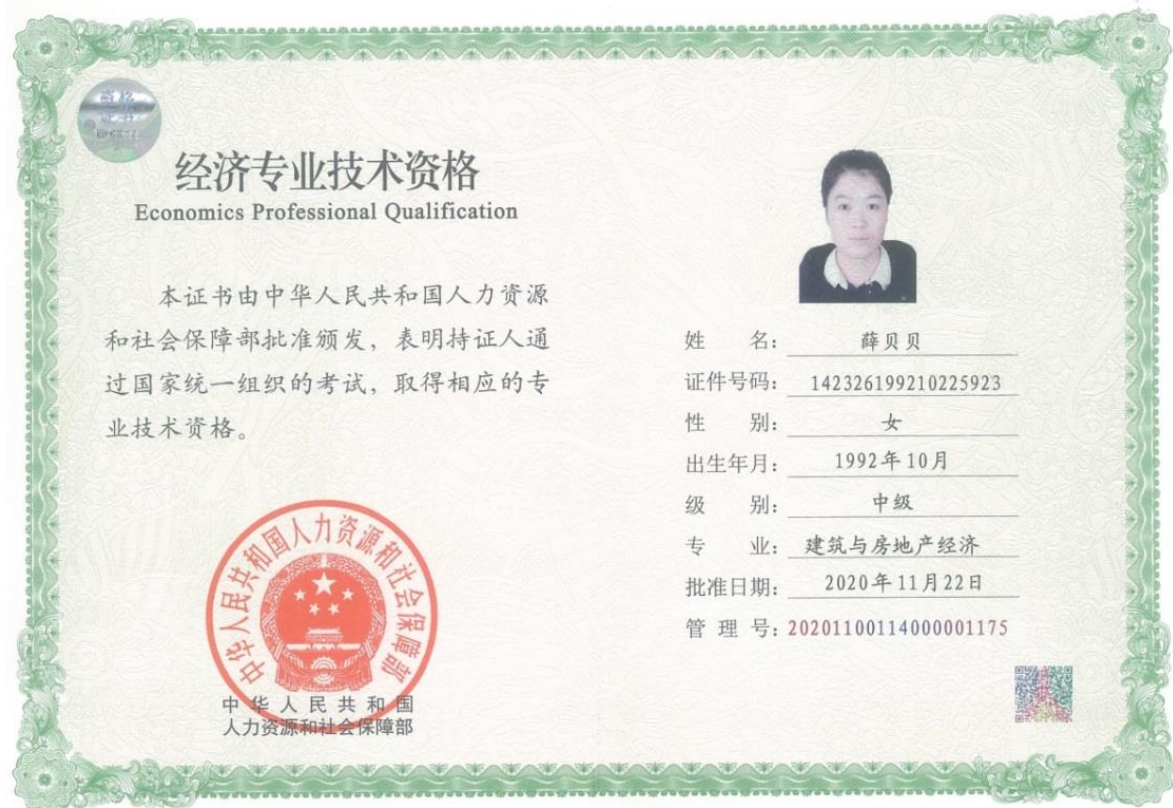 经济专业技术资格
Economics Professional Qualification
本证书由中华人民共和国人力资源
和社会保障部批准颁发，表明持证人通
过国家统一组织的考试，取得相应的专
业技术资格。
中华人民共和国人力资源和社会保障部
中华人民共和国
人力资源和社会保障部
姓名：薛贝贝
证件号码：142326199210225923
性别：女
出生年月：1992年10月
级别：中级
专业：建筑与房地产经济
批准日期：2020年11月22日
管理号：20201100114000001175